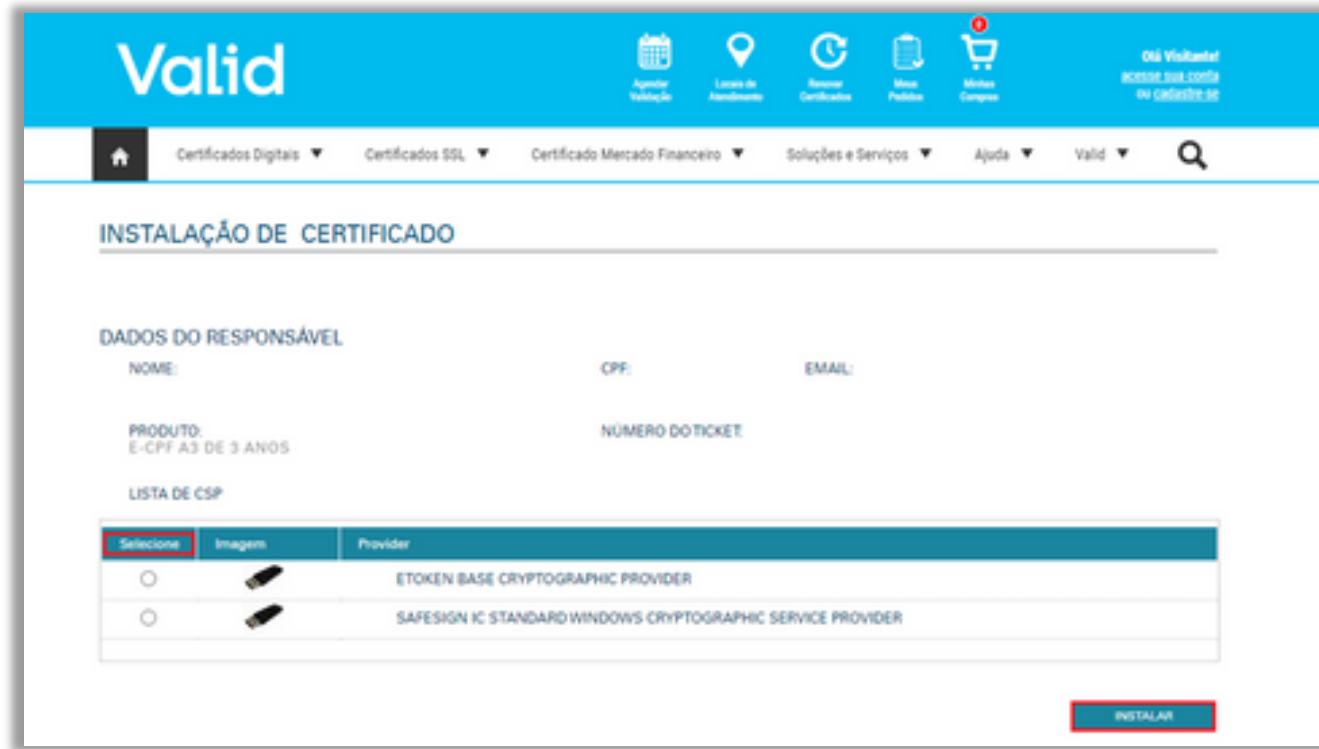 Valid
Agendar Validação
Locais de Atendimento
Renovar Certificados
Meus Pedidos
0
Minhas Compras
Olá Visitante!
acesse sua conta
ou cadastre-se
Certificados Digitais ▼ Certificados SSL ▼ Certificado Mercado Financeiro ▼ Soluções e Serviços ▼ Ajuda ▼ Valid ▼
INSTALAÇÃO DE CERTIFICADO
DADOS DO RESPONSÁVEL
NOME: CPF: EMAIL:
PRODUTO: NÚMERO DO TICKET:
E-CPF A3 DE 3 ANOS
LISTA DE CSP
Selecione Imagem Provider
ETOKEN BASE CRYPTOGRAPHIC PROVIDER
SAFESIGN IC STANDARD WINDOWS CRYPTOGRAPHIC SERVICE PROVIDER
INSTALAR